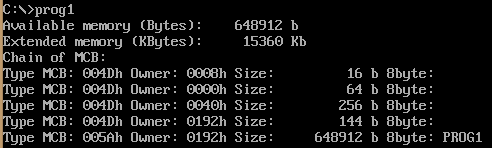 C:\>prog1
Available memory (Bytes): 648912 b
Extended memory (KBytes): 15360 Kb
Chain of MCB:
Type MCB: 004Dh Owner: 0008h Size: 16 b 8byte:
Type MCB: 004Dh Owner: 0000h Size: 64 b 8byte:
Type MCB: 004Dh Owner: 0040h Size: 256 b 8byte:
Type MCB: 004Dh Owner: 0192h Size: 144 b 8byte:
Type MCB: 005Ah Owner: 0192h Size: 648912 b 8byte: PROG1